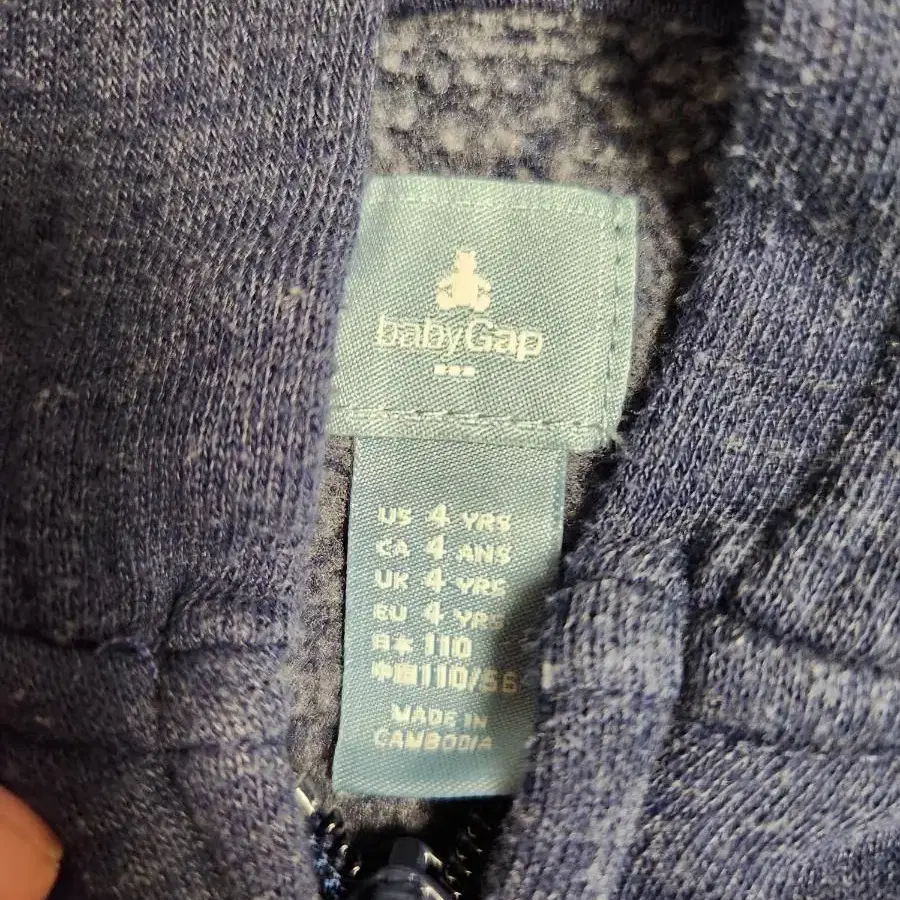 babyGap
US 4 YRS
CA 4 ANS
UK 4 YRS
EU 4 YRS
日本 110
中国 110/56
MADE IN
CAMBODIA